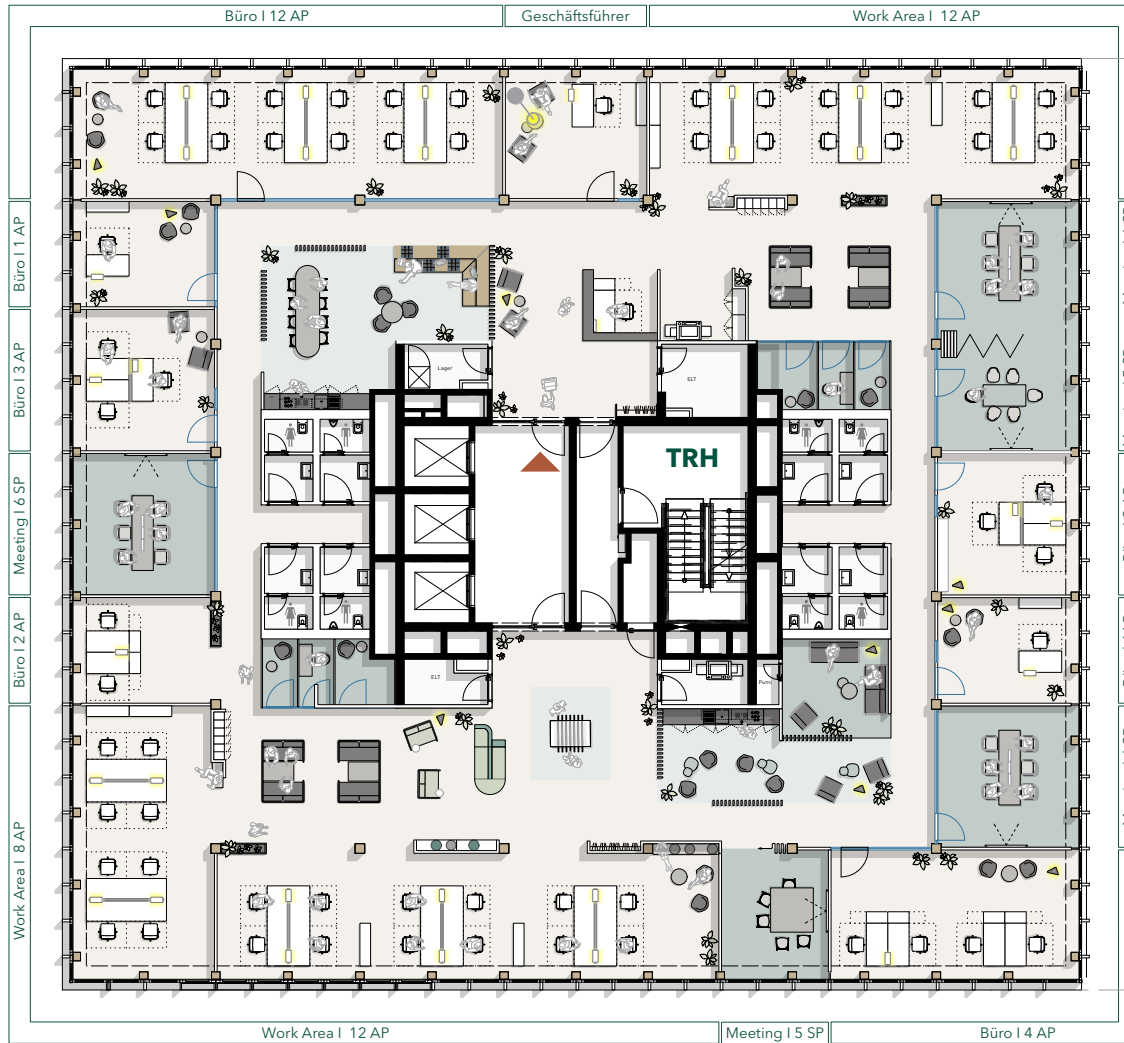 Büro I 12 AP
Geschäftsführer
Work Area I 12 AP
Büro I 1 AP
Büro I 3 AP
Meeting I 6 SP
Büro I 2 AP
Work Area I 8 AP
Lager
ELT
TRH
ELT
Work Area I 12 AP
Meeting I 5 SP
Büro I 4 AP